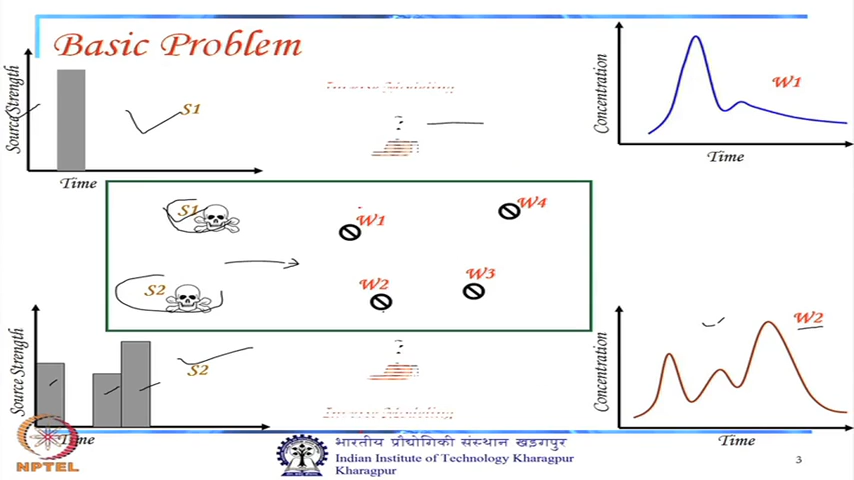 Basic Problem
Source Strength
S1
Time
Concentration
W1
Time
?
S1
W1
W4
S2
W2
W3
Source Strength
S2
Time
?
Concentration
W2
Time
NPTEL
भारतीय प्रौद्योगिकी संस्थान खड़गपुर
Indian Institute of Technology Kharagpur
Kharagpur
3